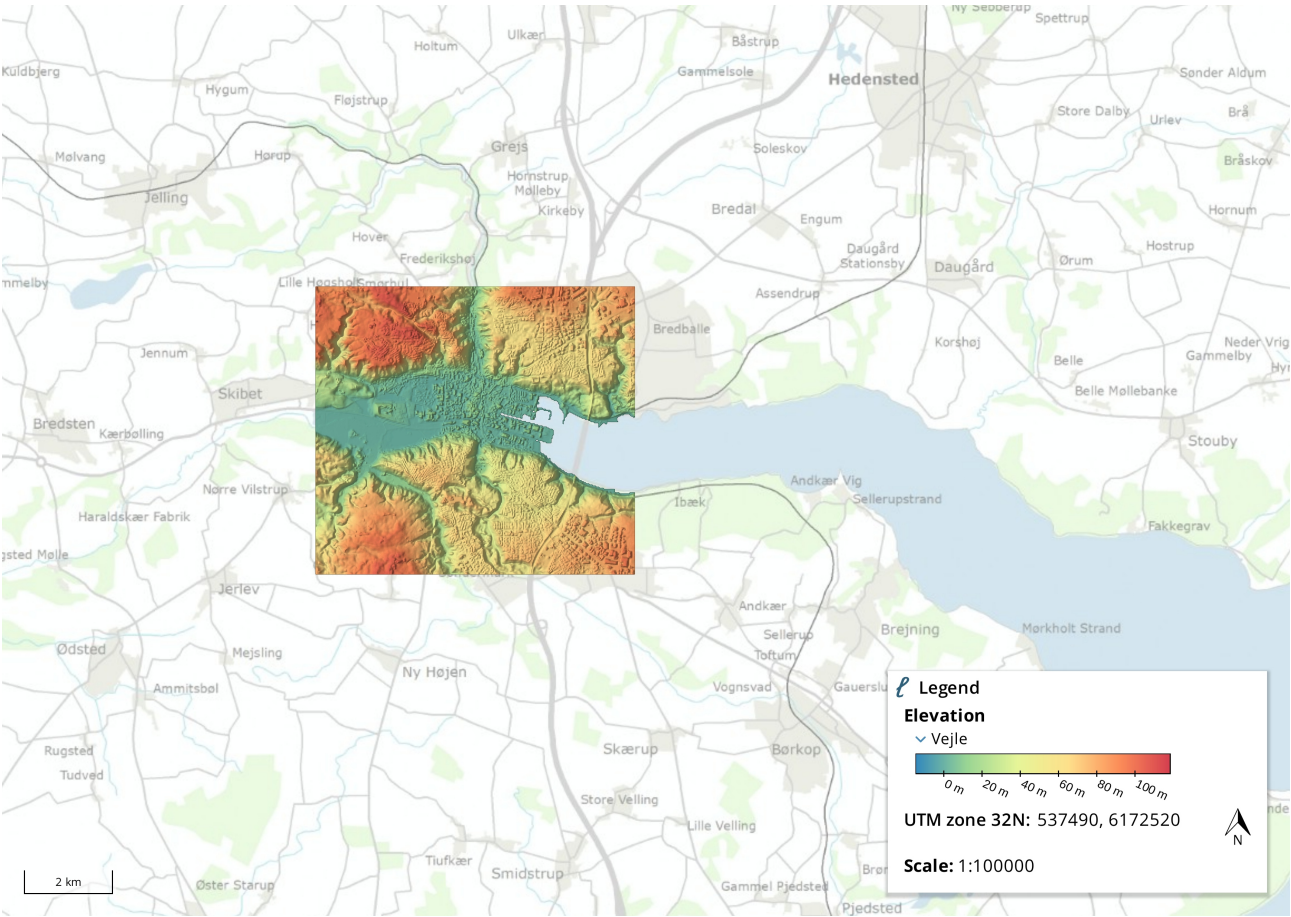 Ny Sebberup
Spettrup
Ulkær
Holtum
Båstrup
Kuldbjerg
Gammelsole
Hedensted
Sønder Aldum
Hygum
Fløjstrup
Store Dalby
Urlev
Brå
Grejs
Soleskov
Mølvang
Hørup
Bråskov
Hornstrup
Mølleby
Jelling
Kirkeby
Bredal
Engum
Hornum
Hover
Daugård
Stationsby
Hostrup
Frederikshøj
Daugård
Ørum
mmelby
Lille Høgsholt
Smørhul
Assendrup
Bredballe
Korshøj
Neder Vrig
Jennum
Belle
Gammelby
Hyr
Skibet
Belle Møllebanke
Bredsten
Kærbølling
Stouby
Andkær Vig
Nørre Vilstrup
Ibæk
Sellerupstrand
Haraldskær Fabrik
Fakkegrav
gsted Mølle
Jerlev
Andkær
Sellerup
Brejning
Mørkholt Strand
Ødsted
Mejsling
Toftum
Ny Højen
Ammitsbøl
Vognsvad
Gauerslu
Legend
Elevation
Vejle
0 m 20 m 40 m 60 m 80 m 100 m
UTM zone 32N: 537490, 6172520
N
Scale: 1:100000
Rugsted
Skærup
Børkop
Tudved
Store Velling
nde
Lille Velling
Tiufkær
Smidstrup
Brør
2 km
Øster Starup
Gammel Pjedsted
Pjedsted